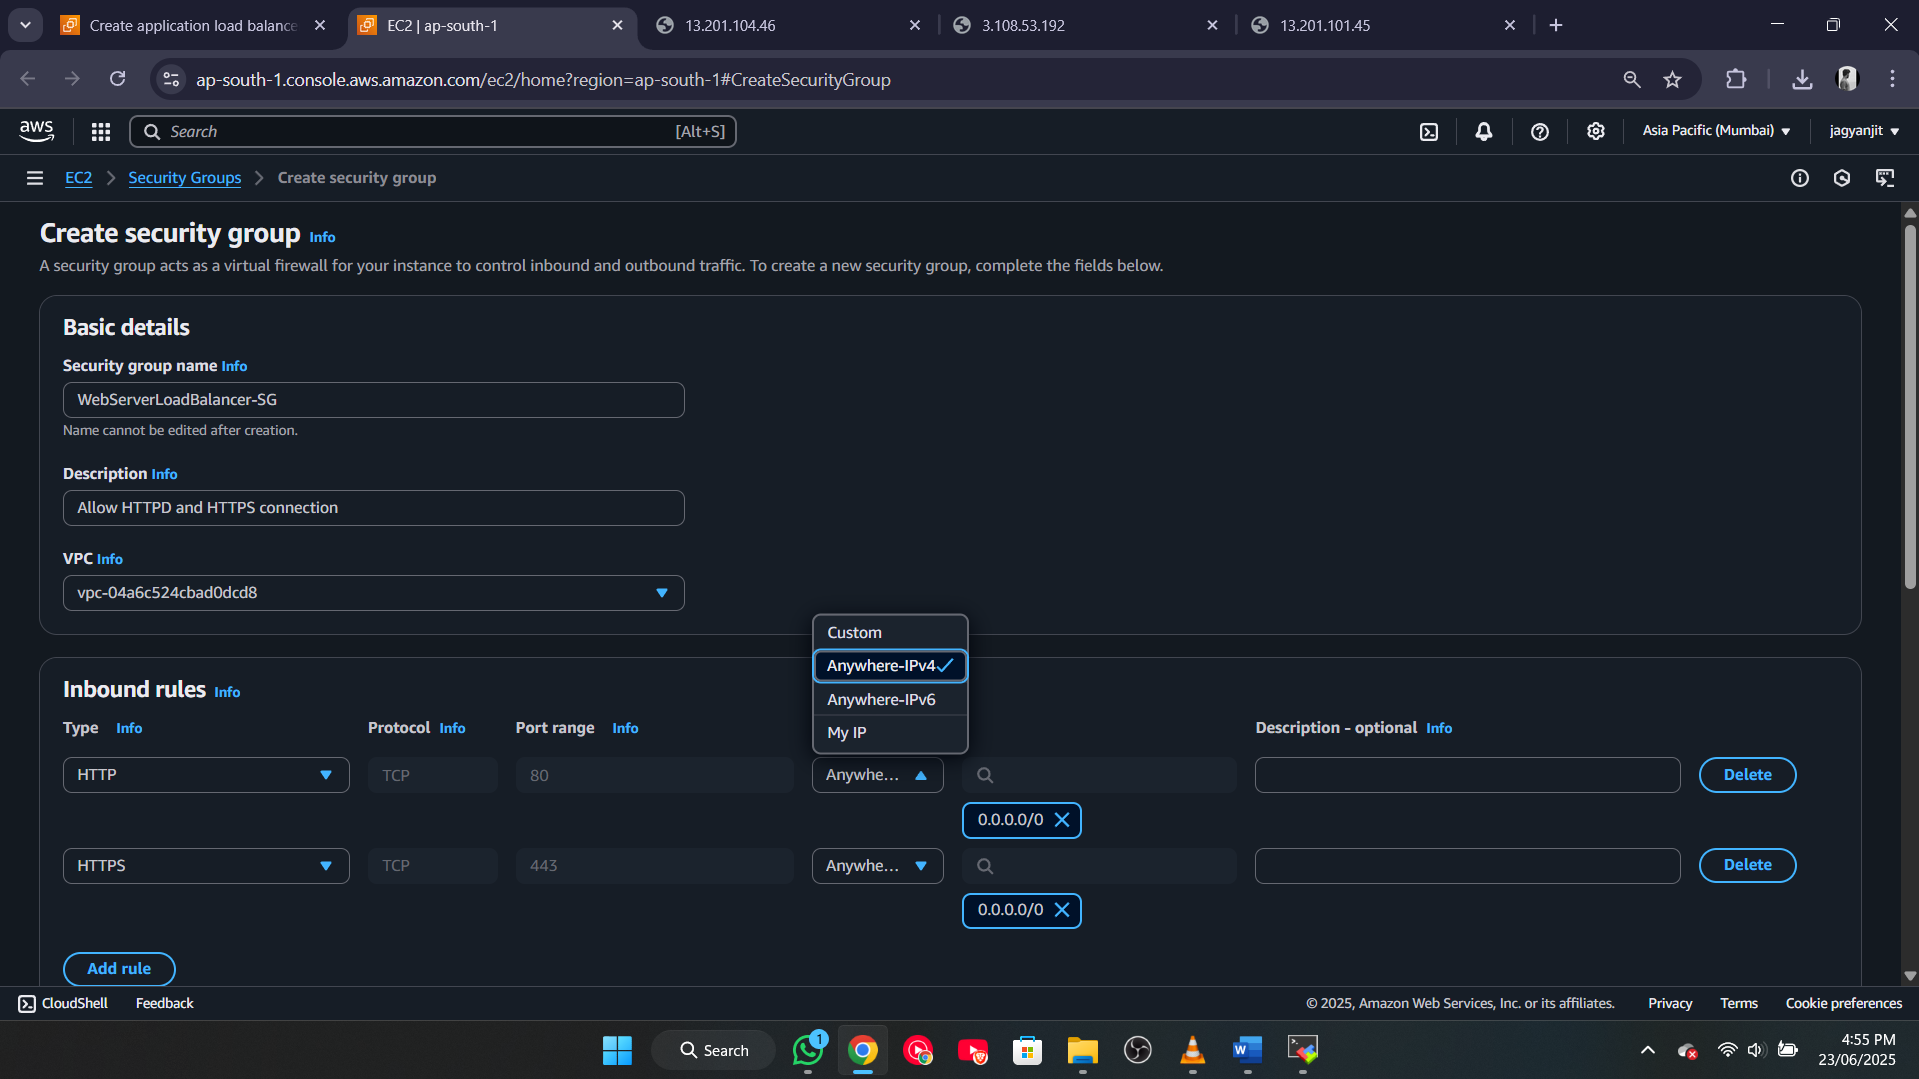 Create application load balance
EC2 | ap-south-1
13.201.104.46
3.108.53.192
13.201.101.45
ap-south-1.console.aws.amazon.com/ec2/home?region=ap-south-1#CreateSecurityGroup
aws
Search
[Alt+S]
Asia Pacific (Mumbai)
jagyanjit
EC2
Security Groups
Create security group
Create security group Info
A security group acts as a virtual firewall for your instance to control inbound and outbound traffic. To create a new security group, complete the fields below.
Basic details
Security group name Info
WebServerLoadBalancer-SG
Name cannot be edited after creation.
Description Info
Allow HTTPD and HTTPS connection
VPC Info
vpc-04a6c524cbad0dcd8
Custom
Anywhere-IPv4
Anywhere-IPv6
My IP
Inbound rules Info
Type Info
Protocol Info
Port range Info
Description - optional Info
HTTP
TCP
80
Anywhe...
Delete
0.0.0.0/0
HTTPS
TCP
443
Anywhe...
Delete
0.0.0.0/0
Add rule
CloudShell
Feedback
© 2025, Amazon Web Services, Inc. or its affiliates.
Privacy
Terms
Cookie preferences
Search
1
4:55 PM
23/06/2025